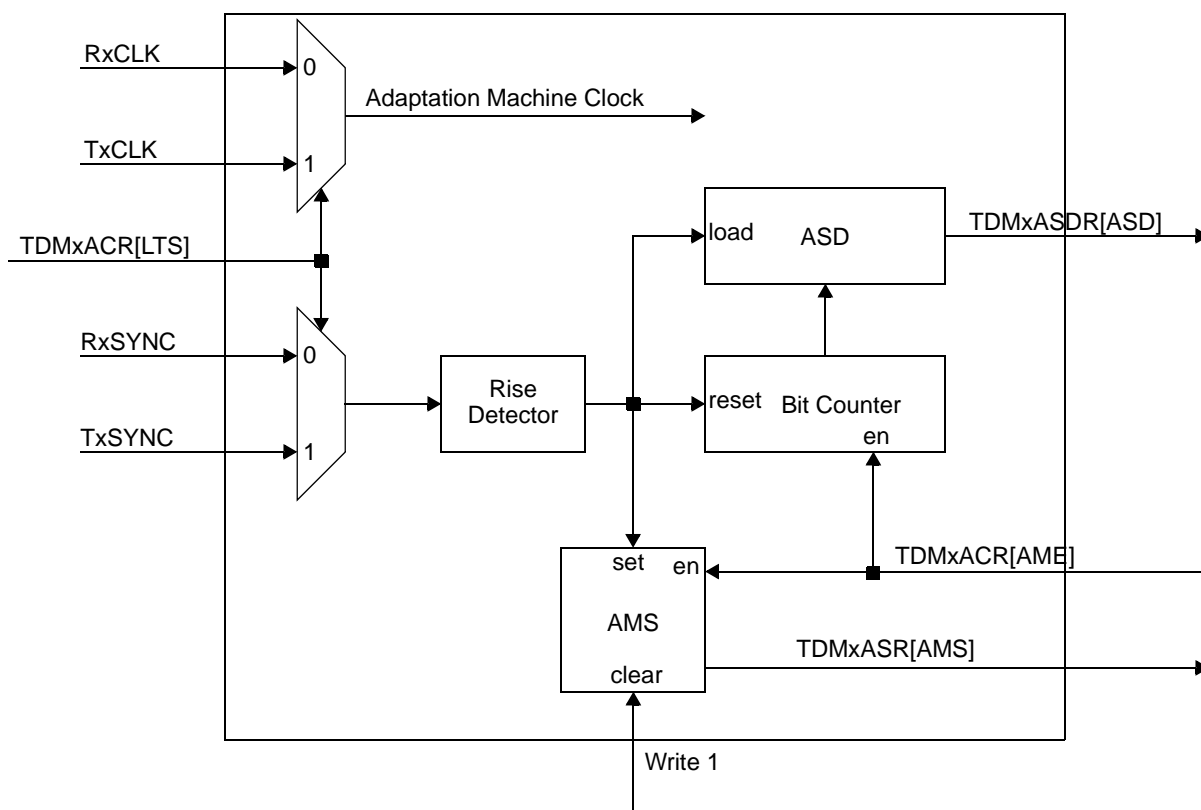 RxCLK
0
Adaptation Machine Clock
TxCLK
1
TDMxACR[LTS]
load
ASD
TDMxASDR[ASD]
RxSYNC
0
Rise
Detector
reset
Bit Counter
en
TxSYNC
1
set
en
TDMxACR[AME]
AMS
TDMxASR[AMS]
clear
Write 1